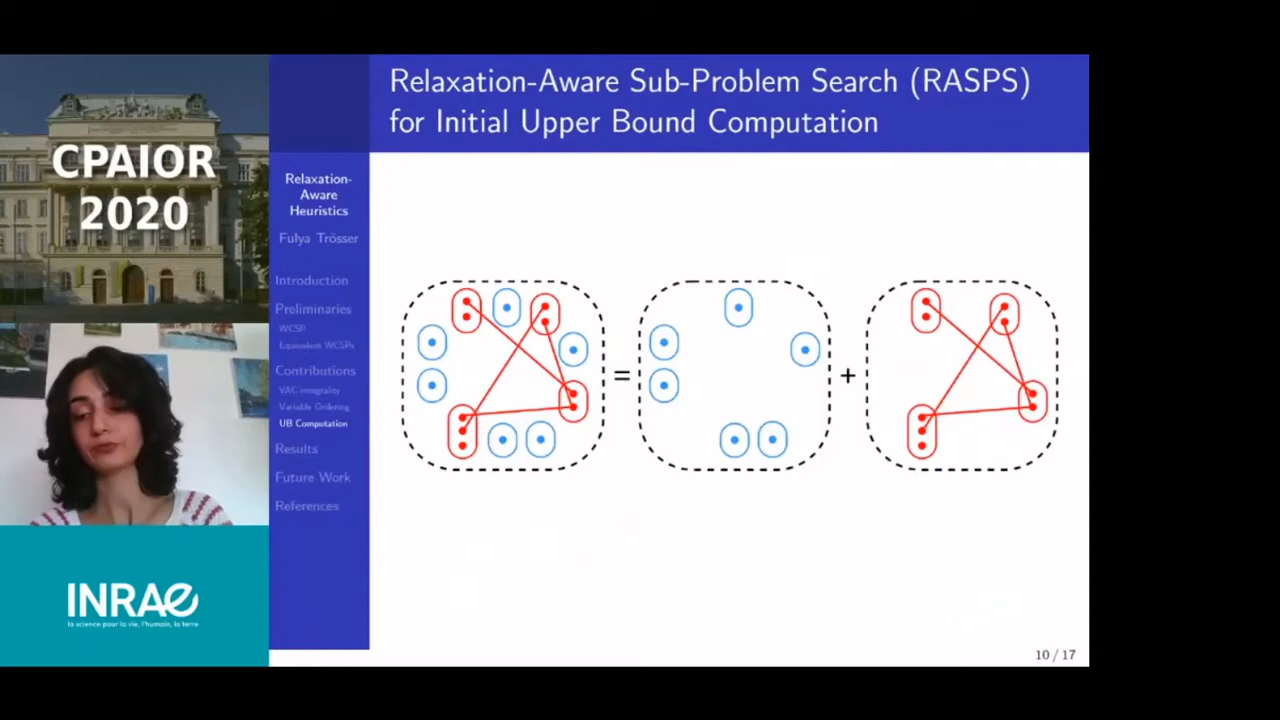 CPAIOR
2020
INRAE
la science pour la vie, l'humain, la terre
Relaxation-Aware Sub-Problem Search (RASPS)
for Initial Upper Bound Computation
Relaxation-
Aware
Heuristics
Fulya Trösser
Introduction
Preliminaries
WCSP
Equivalent WCSPs
Contributions
VAC integrality
Variable Ordering
UB Computation
Results
Future Work
References
=
+
10 / 17